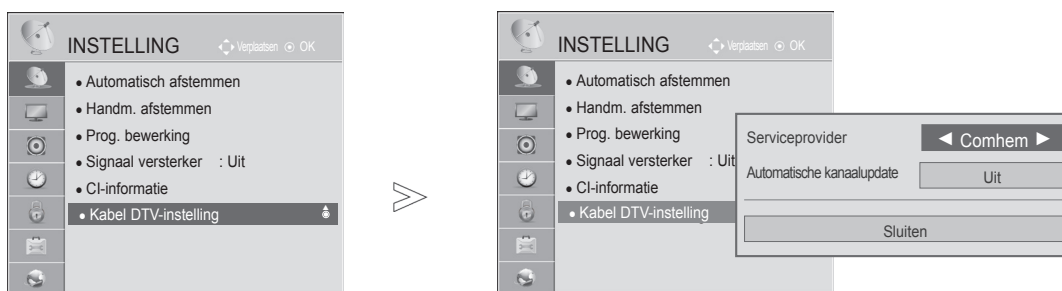 INSTELLING Verplaatsen OK
• Automatisch afstemmen
• Handm. afstemmen
• Prog. bewerking
• Signaal versterker : Uit
• CI-informatie
• Kabel DTV-instelling
INSTELLING Verplaatsen OK
• Automatisch afstemmen
• Handm. afstemmen
• Prog. bewerking
• Signaal versterker : Uit
• CI-informatie
• Kabel DTV-instelling
Serviceprovider ◄ Comhem ►
Automatische kanaalupdate Uit
Sluiten